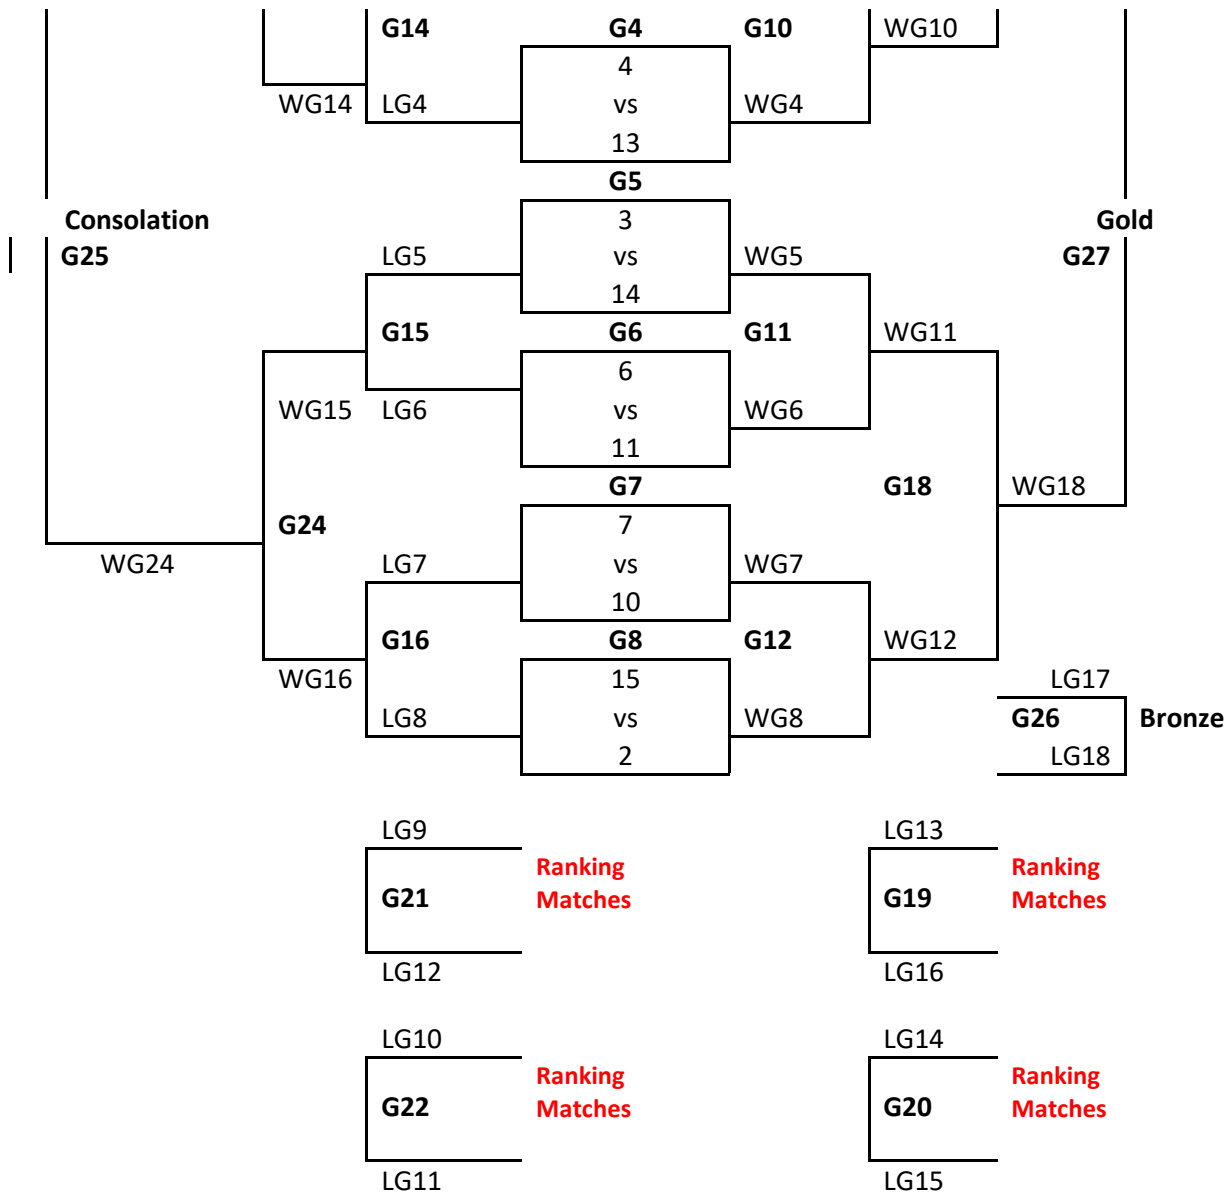 G14 G4 G10 WG10
4
WG14 LG4 vs WG4
13
G5
Consolation 3 Gold
G25 LG5 vs WG5 G27
14
G15 G6 G11 WG11
6
WG15 LG6 vs WG6
11
G7 G18 WG18
G24 7
WG24 LG7 vs WG7
10
G16 G8 G12 WG12
WG16 15 LG17
LG8 vs WG8 G26 Bronze
2 LG18
LG9 LG13
Ranking Ranking
G21 Matches G19 Matches
LG12 LG16
LG10 LG14
Ranking Ranking
G22 Matches G20 Matches
LG11 LG15